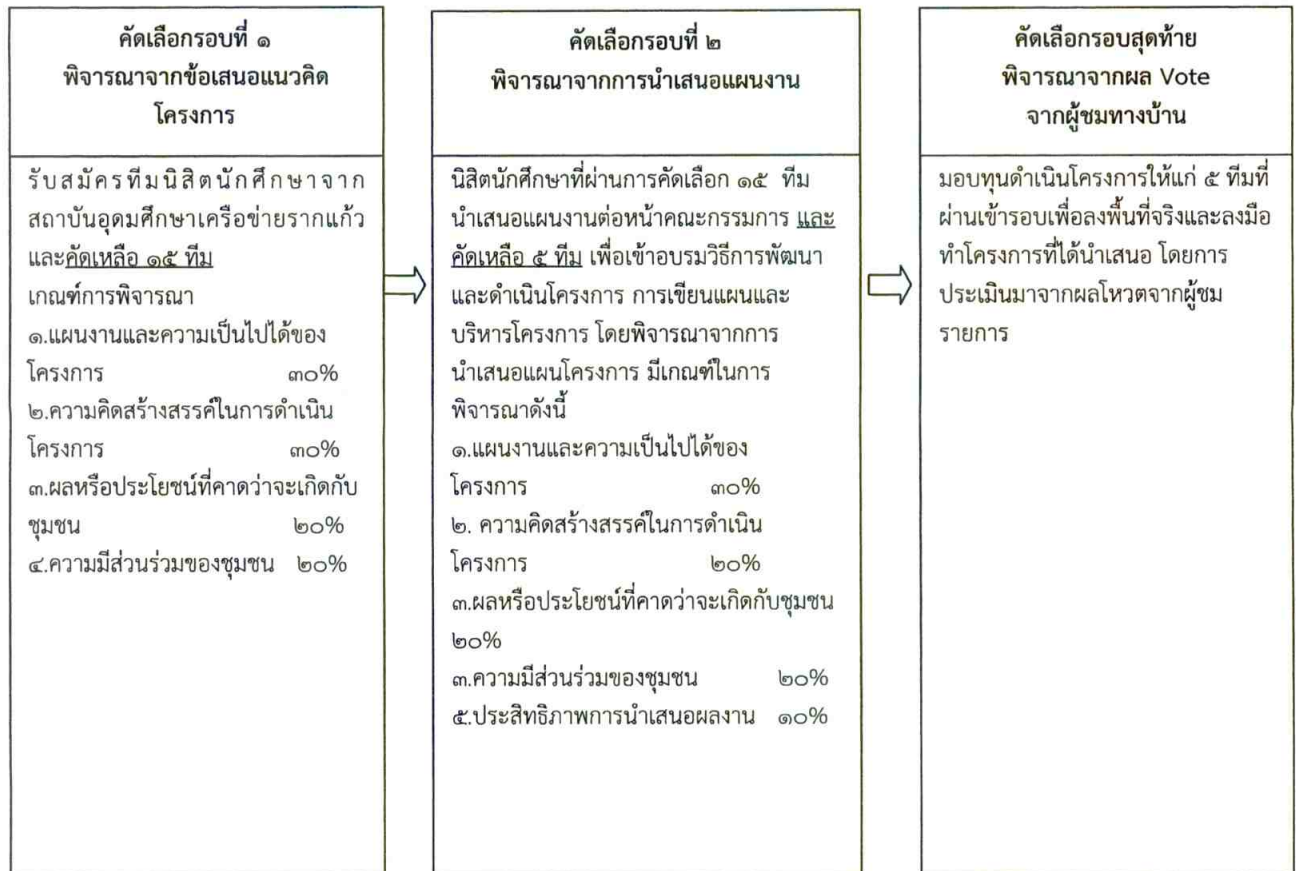 คัดเลือกรอบที่ ๑
พิจารณาจากข้อเสนอแนวคิด
โครงการ
รับสมัครทีมนิสิตนักศึกษาจาก
สถาบันอุดมศึกษาเครือข่ายรากแก้ว
และคัดเหลือ ๑๕ ทีม
เกณฑ์การพิจารณา
๑.แผนงานและความเป็นไปได้ของ
โครงการ ๓๐%
๒.ความคิดสร้างสรรค์ในการดำเนิน
โครงการ ๓๐%
๓.ผลหรือประโยชน์ที่คาดว่าจะเกิดกับ
ชุมชน ๒๐%
๔.ความมีส่วนร่วมของชุมชน ๒๐%
คัดเลือกรอบที่ ๒
พิจารณาจากการนำเสนอแผนงาน
นิสิตนักศึกษาที่ผ่านการคัดเลือก ๑๕ ทีม
นำเสนอแผนงานต่อหน้าคณะกรรมการ และ
คัดเหลือ ๕ ทีม เพื่อเข้าอบรมวิธีการพัฒนา
และดำเนินโครงการ การเขียนแผนและ
บริหารโครงการ โดยพิจารณาจากการ
นำเสนอแผนโครงการ มีเกณฑ์ในการ
พิจารณาดังนี้
๑.แผนงานและความเป็นไปได้ของ
โครงการ ๓๐%
๒. ความคิดสร้างสรรค์ในการดำเนิน
โครงการ ๒๐%
๓.ผลหรือประโยชน์ที่คาดว่าจะเกิดกับชุมชน
๒๐%
๓.ความมีส่วนร่วมของชุมชน ๒๐%
๕.ประสิทธิภาพการนำเสนอผลงาน ๑๐%
คัดเลือกรอบสุดท้าย
พิจารณาจากผล Vote
จากผู้ชมทางบ้าน
มอบทุนดำเนินโครงการให้แก่ ๕ ทีมที่
ผ่านเข้ารอบเพื่อลงพื้นที่จริงและลงมือ
ทำโครงการที่ได้นำเสนอ โดยการ
ประเมินมาจากผลโหวตจากผู้ชม
รายการ